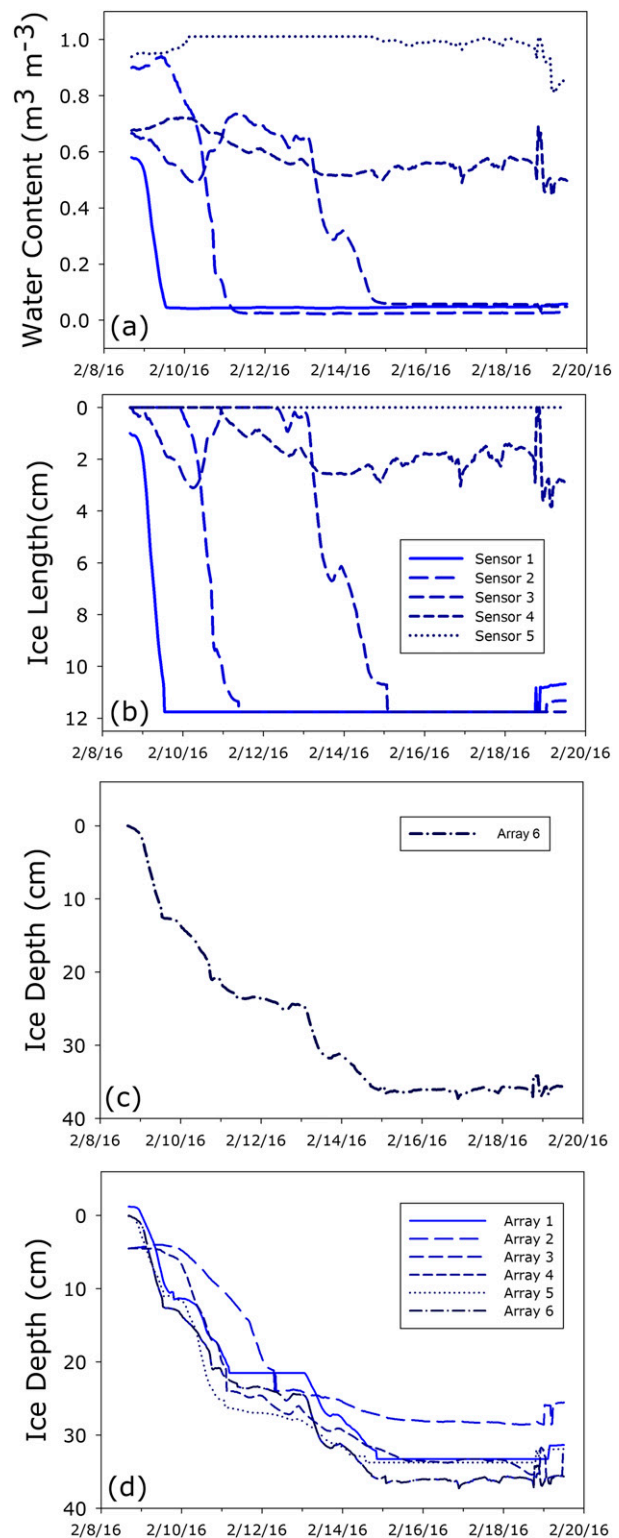 Water Content (m³ m⁻³)
1.0
0.8
0.6
0.4
0.2
0.0
(a)
2/8/16 2/10/16 2/12/16 2/14/16 2/16/16 2/18/16 2/20/16
Ice Length(cm)
0
2
4
6
8
10
12
Sensor 1
Sensor 2
Sensor 3
Sensor 4
Sensor 5
(b)
2/8/16 2/10/16 2/12/16 2/14/16 2/16/16 2/18/16 2/20/16
Ice Depth (cm)
0
10
20
30
40
Array 6
(c)
2/8/16 2/10/16 2/12/16 2/14/16 2/16/16 2/18/16 2/20/16
Ice Depth (cm)
0
10
20
30
40
Array 1
Array 2
Array 3
Array 4
Array 5
Array 6
(d)
2/8/16 2/10/16 2/12/16 2/14/16 2/16/16 2/18/16 2/20/16